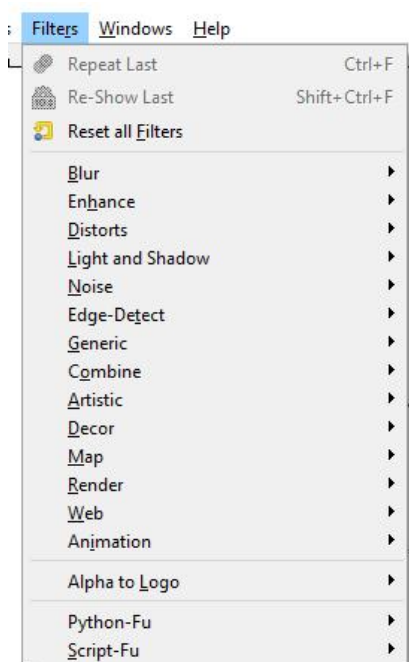 Filters Windows Help
Repeat Last Ctrl+F
Re-Show Last Shift+Ctrl+F
Reset all Filters
Blur
Enhance
Distorts
Light and Shadow
Noise
Edge-Detect
Generic
Combine
Artistic
Decor
Map
Render
Web
Animation
Alpha to Logo
Python-Fu
Script-Fu